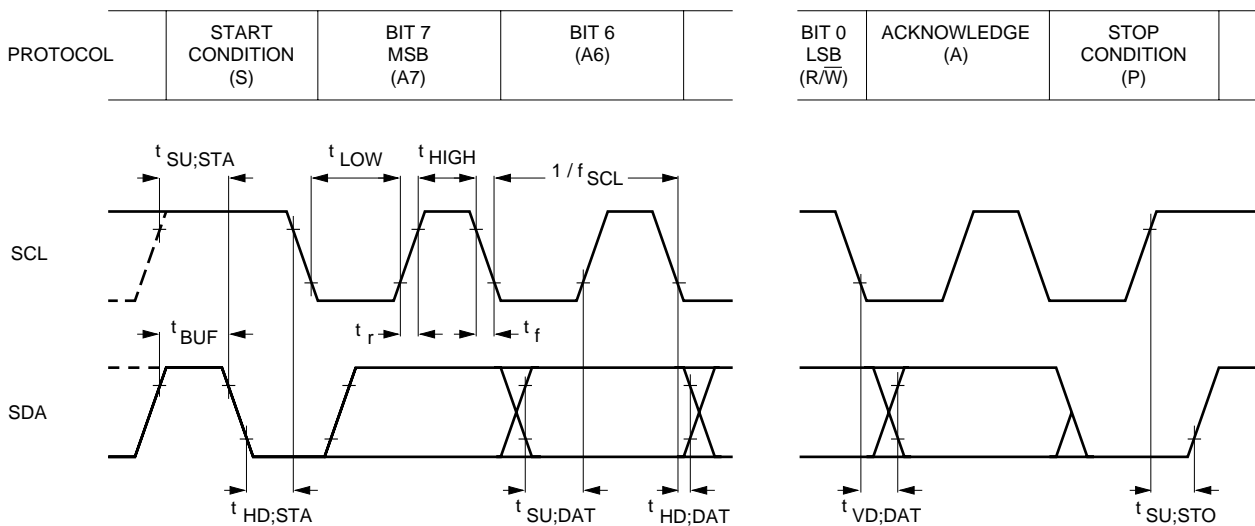 PROTOCOL
START
CONDITION
(S)
BIT 7
MSB
(A7)
BIT 6
(A6)
BIT 0
LSB
(R/W̅)
ACKNOWLEDGE
(A)
STOP
CONDITION
(P)
t SU;STA
t LOW
t HIGH
1 / f SCL
SCL
t BUF
t r
t f
SDA
t HD;STA
t SU;DAT
t HD;DAT
t VD;DAT
t SU;STO